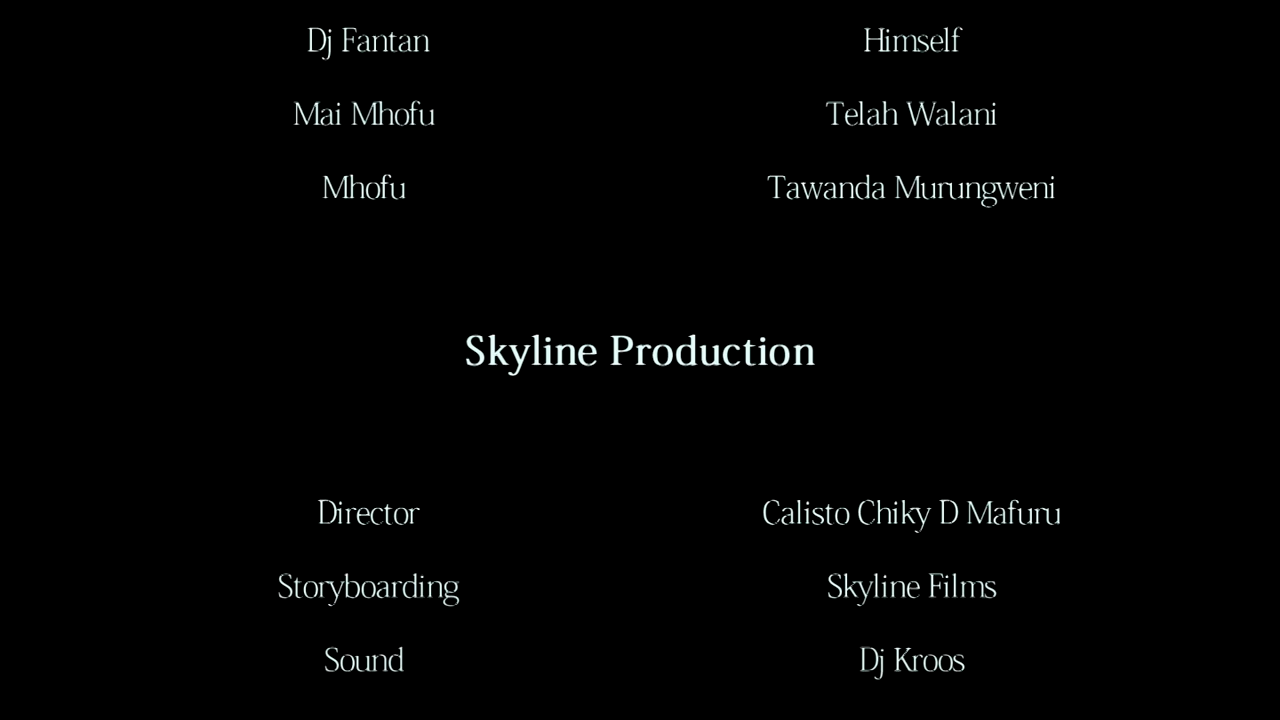 Dj Fantan Himself
Mai Mhofu Telah Walani
Mhofu Tawanda Murungweni
Skyline Production
Director Calisto Chiky D Mafuru
Storyboarding Skyline Films
Sound Dj Kroos